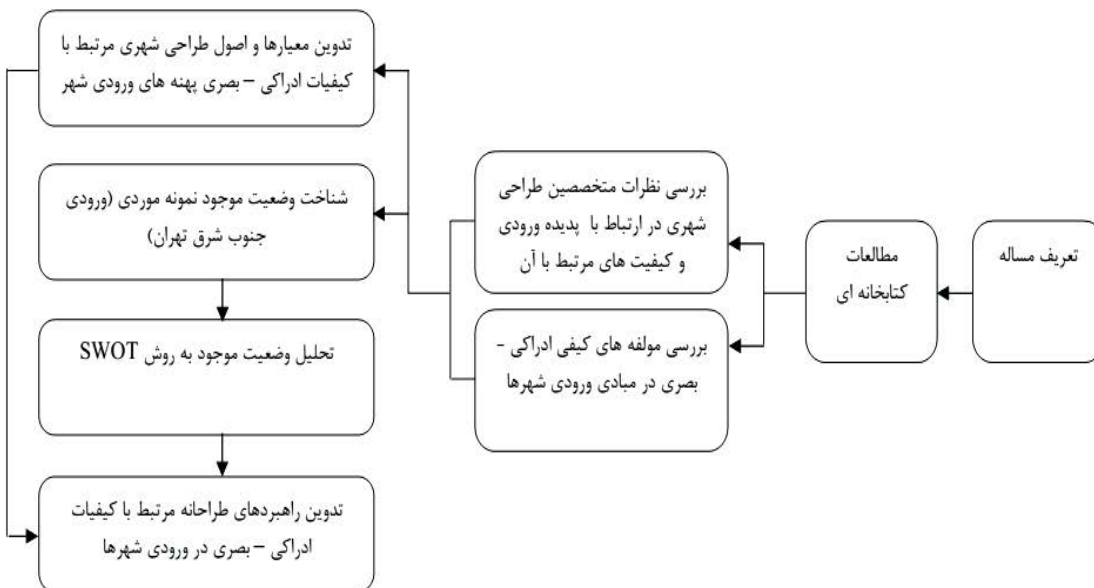 تعریف مساله
مطالعات
کتابخانه ای
بررسی نظرات متخصصین طراحی
شهری در ارتباط با پدیده ورودی
و کیفیت های مرتبط با آن
بررسی مولفه های کیفی ادراکی –
بصری در مبادی ورودی شهرها
تدوین معیارها و اصول طراحی شهری مرتبط با
کیفیات ادراکی – بصری پهنه های ورودی شهر
شناخت وضعیت موجود نمونه موردی (ورودی
جنوب شرق تهران)
تحلیل وضعیت موجود به روش SWOT
تدوین راهبردهای طراحانه مرتبط با کیفیات
ادراکی – بصری در ورودی شهرها